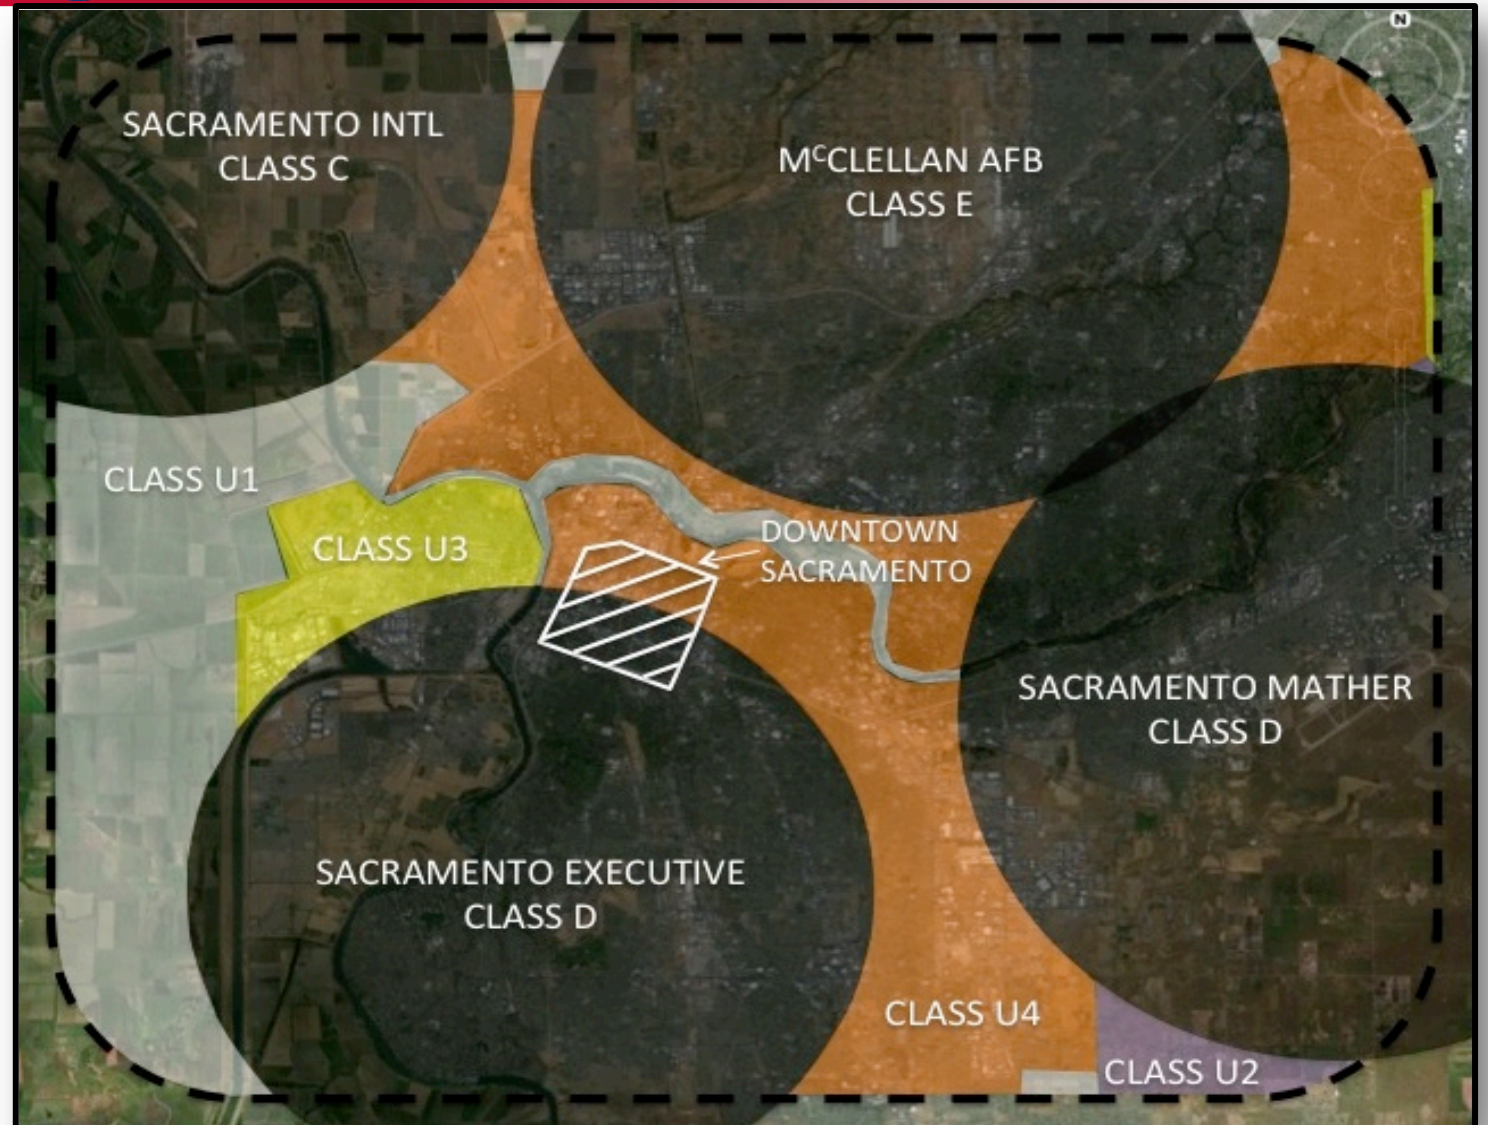 N
SACRAMENTO INTL
CLASS C
MCCLELLAN AFB
CLASS E
CLASS U1
CLASS U3
DOWNTOWN
SACRAMENTO
SACRAMENTO MATHER
CLASS D
SACRAMENTO EXECUTIVE
CLASS D
CLASS U4
CLASS U2